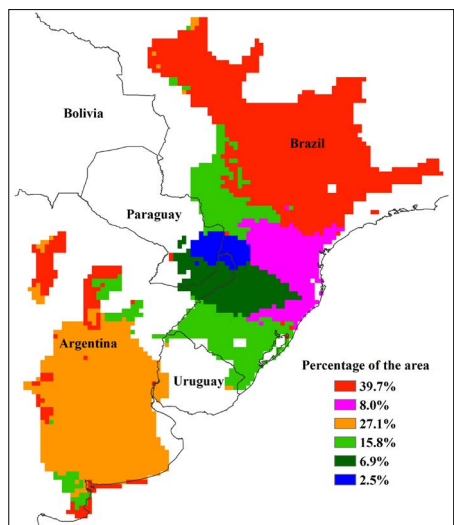 Bolivia
Brazil
Paraguay
Argentina
Uruguay
Percentage of the area
39.7%
8.0%
27.1%
15.8%
6.9%
2.5%